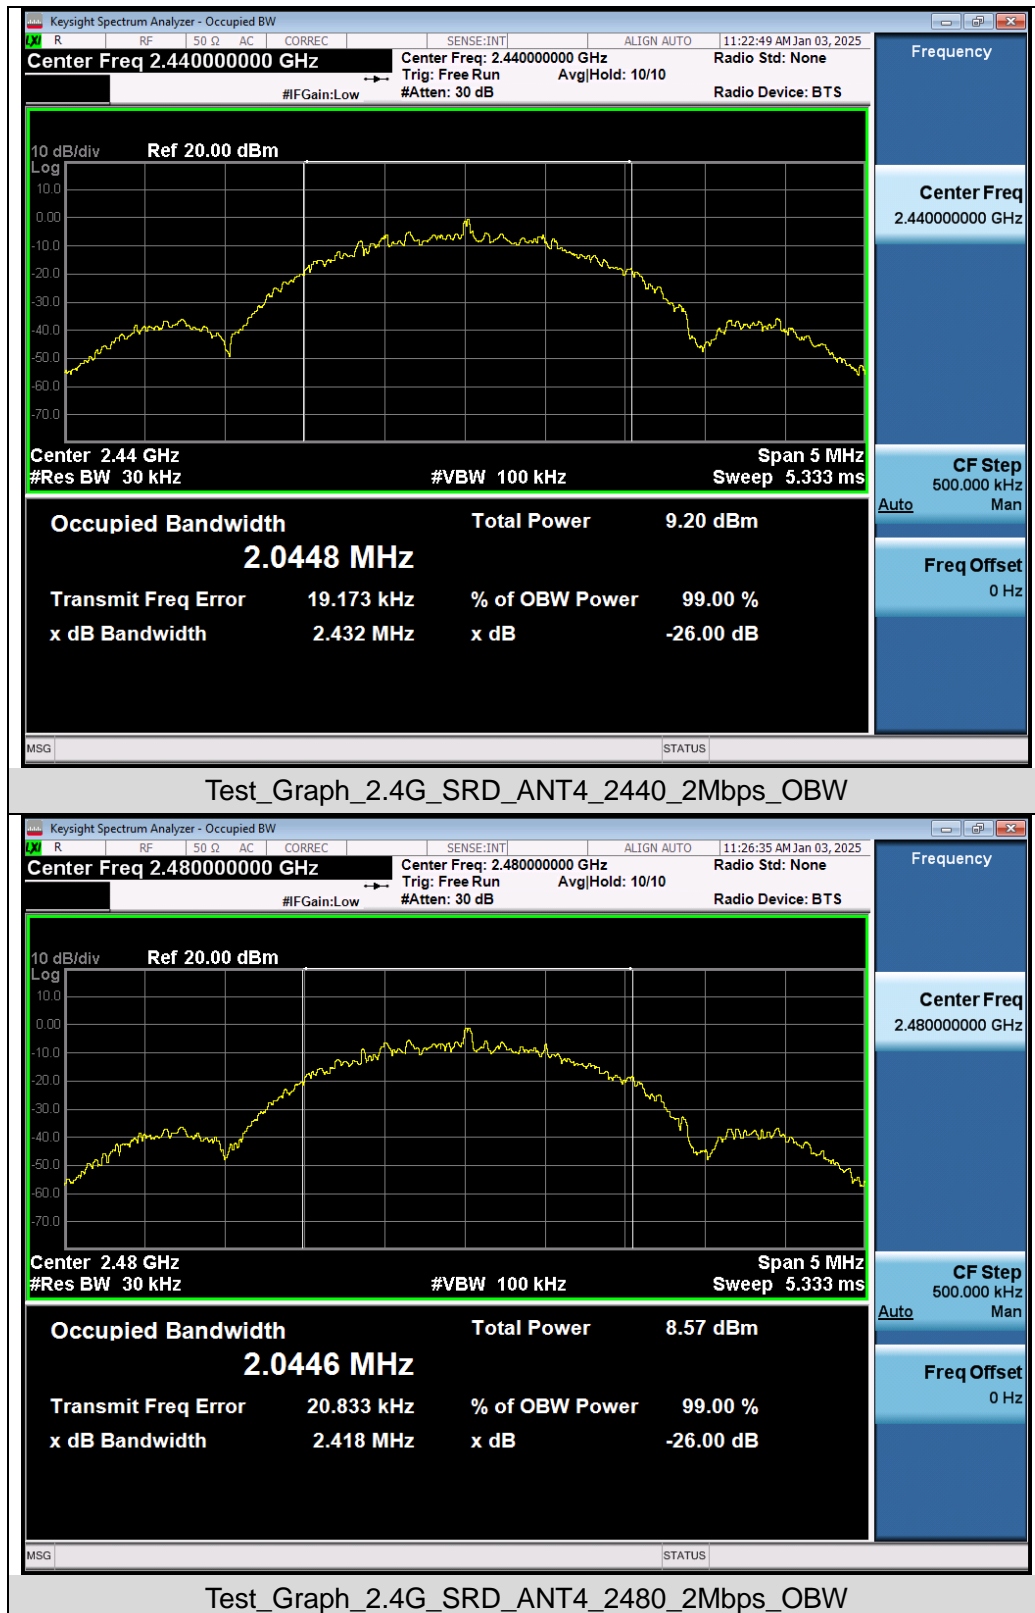 Keysight Spectrum Analyzer - Occupied BW
LXI R RF 50 Ω AC CORREC SENSE:INT ALIGN AUTO 11:22:49 AM Jan 03, 2025
Center Freq 2.440000000 GHz
Center Freq: 2.440000000 GHz
Radio Std: None
Trig: Free Run Avg|Hold: 10/10
#IFGain:Low #Atten: 30 dB Radio Device: BTS
Frequency
10 dB/div Ref 20.00 dBm
Log
10.0
0.00
-10.0
-20.0
-30.0
-40.0
-50.0
-60.0
-70.0
Center 2.44 GHz Span 5 MHz
#Res BW 30 kHz #VBW 100 kHz Sweep 5.333 ms
Center Freq
2.440000000 GHz
CF Step
500.000 kHz
Auto Man
Freq Offset
0 Hz
Occupied Bandwidth Total Power 9.20 dBm
2.0448 MHz
Transmit Freq Error 19.173 kHz % of OBW Power 99.00 %
x dB Bandwidth 2.432 MHz x dB -26.00 dB
MSG STATUS
Test_Graph_2.4G_SRD_ANT4_2440_2Mbps_OBW
Keysight Spectrum Analyzer - Occupied BW
LXI R RF 50 Ω AC CORREC SENSE:INT ALIGN AUTO 11:26:35 AM Jan 03, 2025
Center Freq 2.480000000 GHz
Center Freq: 2.480000000 GHz
Radio Std: None
Trig: Free Run Avg|Hold: 10/10
#IFGain:Low #Atten: 30 dB Radio Device: BTS
Frequency
10 dB/div Ref 20.00 dBm
Log
10.0
0.00
-10.0
-20.0
-30.0
-40.0
-50.0
-60.0
-70.0
Center 2.48 GHz Span 5 MHz
#Res BW 30 kHz #VBW 100 kHz Sweep 5.333 ms
Center Freq
2.480000000 GHz
CF Step
500.000 kHz
Auto Man
Freq Offset
0 Hz
Occupied Bandwidth Total Power 8.57 dBm
2.0446 MHz
Transmit Freq Error 20.833 kHz % of OBW Power 99.00 %
x dB Bandwidth 2.418 MHz x dB -26.00 dB
MSG STATUS
Test_Graph_2.4G_SRD_ANT4_2480_2Mbps_OBW